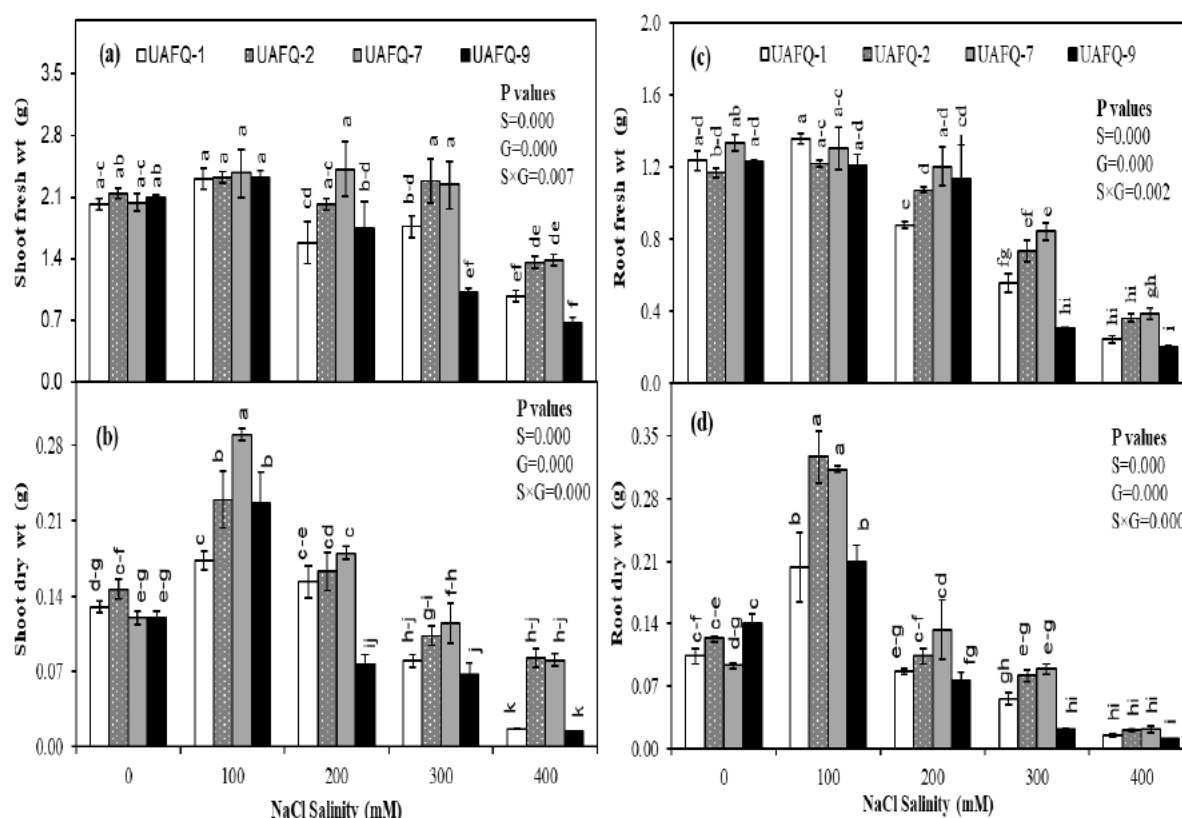 (a)
UAFQ-1 UAFQ-2 UAFQ-7 UAFQ-9
P values
S=0.000
G=0.000
S×G=0.007
Shoot fresh wt (g)
3.5
2.8
2.1
1.4
0.7
0.0
a-c ab a-c ab
a a a a
cd a-c a b-d
b-d a a ef
ef de de f
(b)
P values
S=0.000
G=0.000
S×G=0.000
Shoot dry wt (g)
0.28
0.21
0.14
0.07
0.00
d-g c-f e-g e-g
c b a b
c-e cd c ij
h-j g-i f-h j
k h-j h-j k
0 100 200 300 400
NaCl Salinity (mM)
(c)
UAFQ-1 UAFQ-2 UAFQ-7 UAFQ-9
P values
S=0.000
G=0.000
S×G=0.002
Root fresh wt (g)
2.0
1.6
1.2
0.8
0.4
0.0
a-d b-d ab a-d
a a-c a-c a-d
e d a-d cd
fg ef e hi
hi hi gh i
(d)
P values
S=0.000
G=0.000
S×G=0.000
Root dry wt (g)
0.35
0.28
0.21
0.14
0.07
0.00
c-f c-e d-g c
b a a b
e-g c-f cd fg
gh e-g e-g hi
hi hi hi i
0 100 200 300 400
NaCl Salinity (mM)